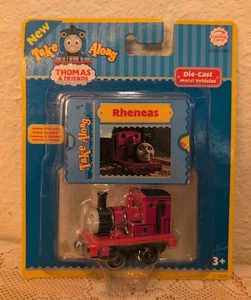 New
Take Along
THOMAS
& FRIENDS
Die-Cast
Metal Vehicles
Take Along
Rheneas
3+